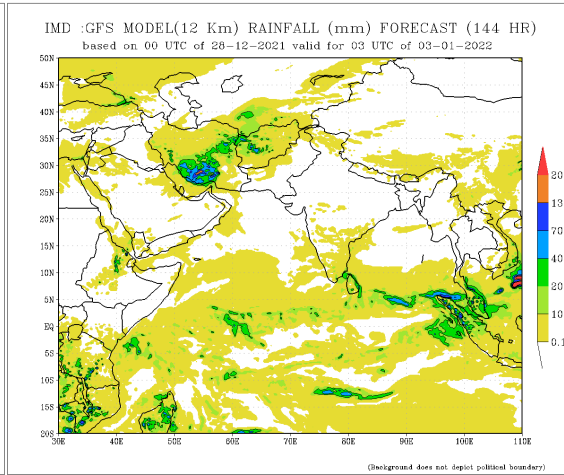 IMD :GFS MODEL(12 Km) RAINFALL (mm) FORECAST (144 HR)
based on 00 UTC of 28-12-2021 valid for 03 UTC of 03-01-2022
50N
45N
40N
35N
30N
25N
20N
15N
10N
5N
EQ
5S
10S
15S
20S
30E 40E 50E 60E 70E 80E 90E 100E 110E
20
13
70
40
20
10
0.1
(Background does not depict political boundary)